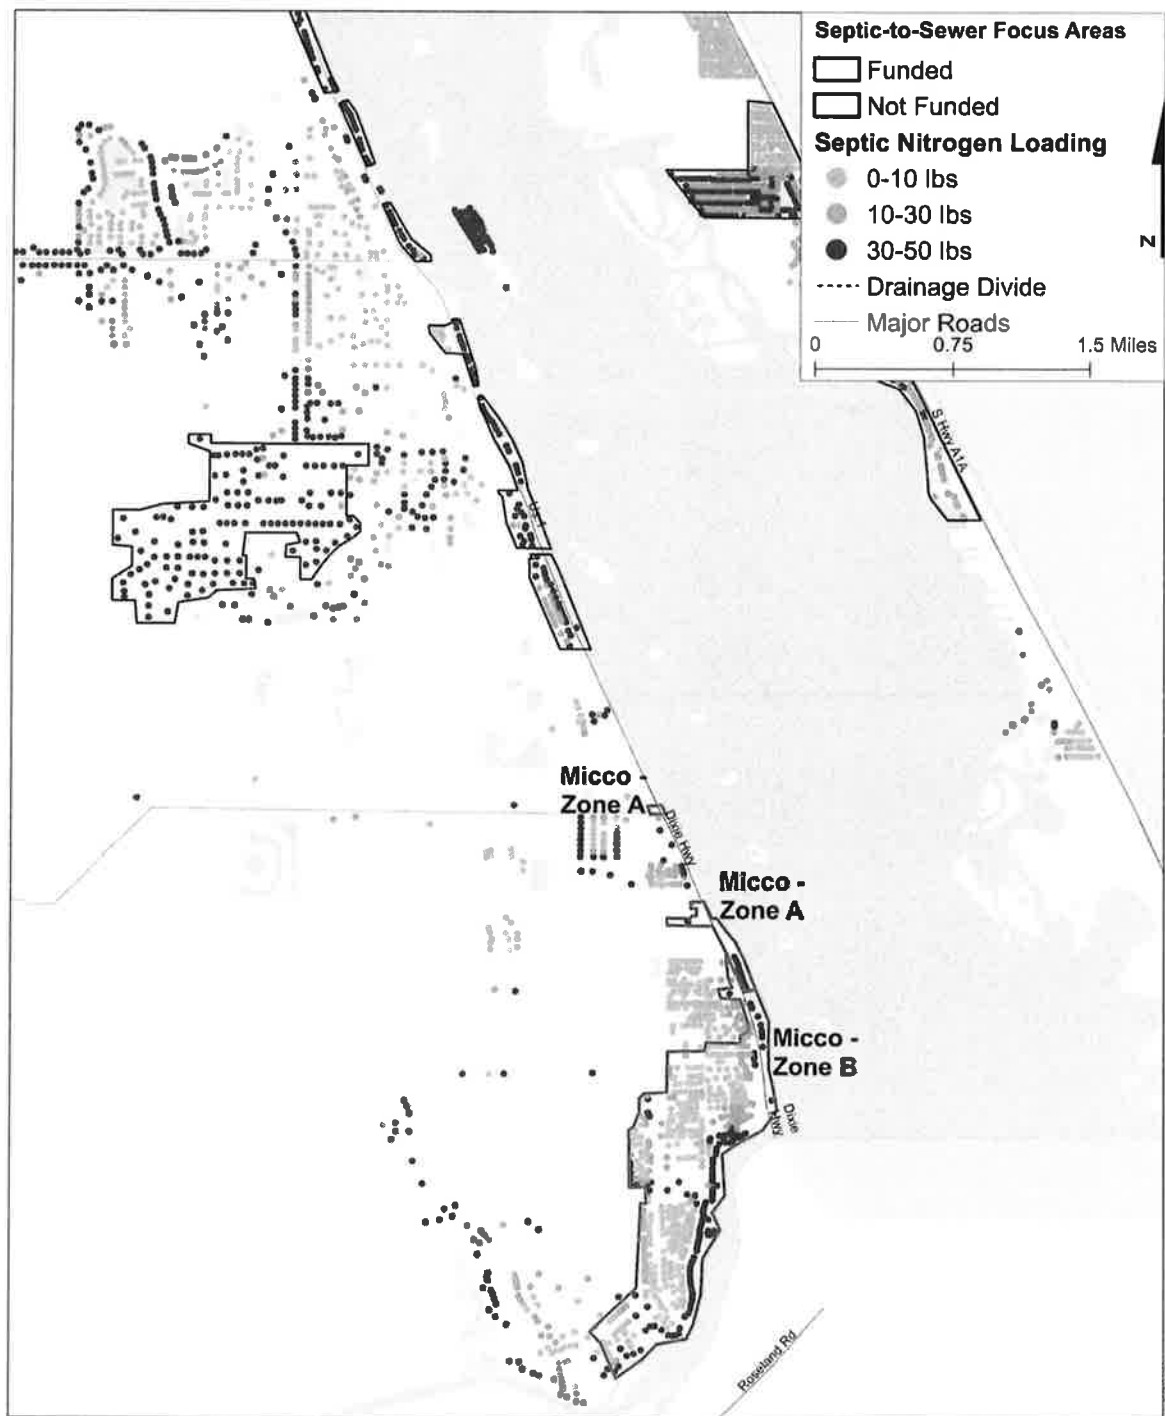 Septic-to-Sewer Focus Areas
Funded
Not Funded
Septic Nitrogen Loading
0-10 lbs
10-30 lbs
30-50 lbs
Drainage Divide
Major Roads
0 0.75 1.5 Miles
N
S Hwy A1A
US 1
Micco -
Zone A
Dixie Hwy
Micco -
Zone A
Micco -
Zone B
Dixie
Hwy
Roseland Rd